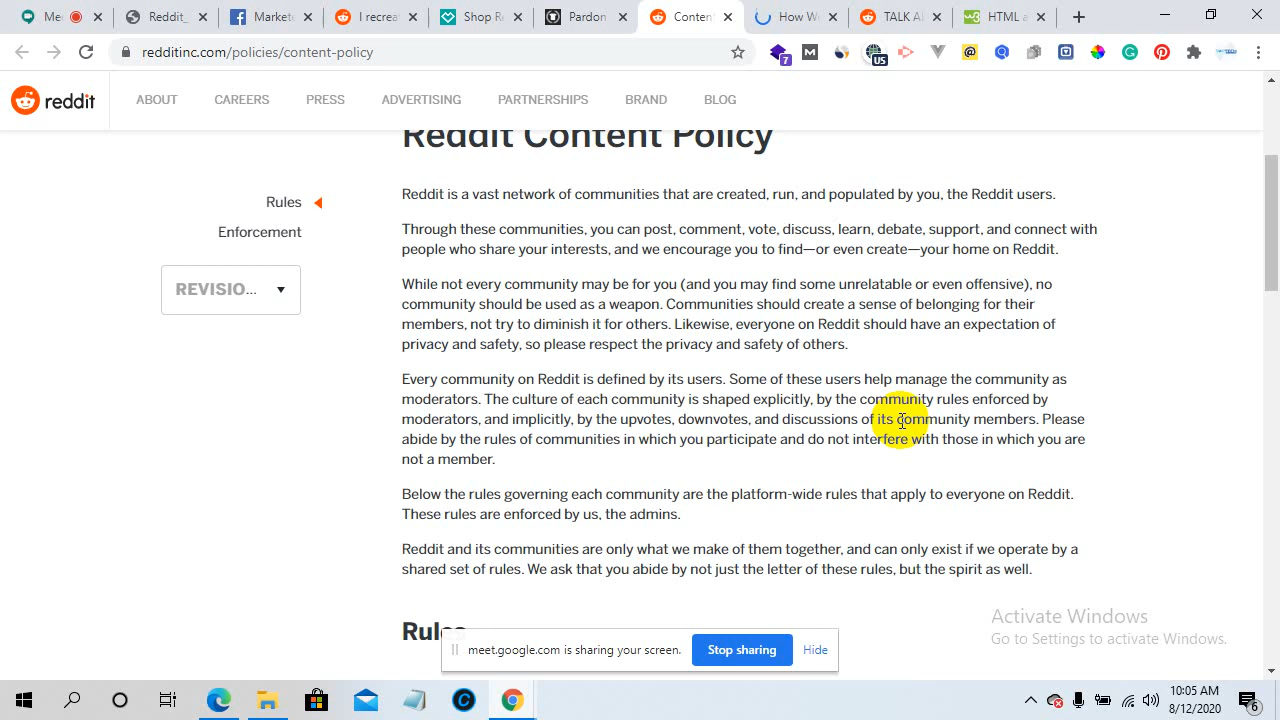 Mee
Reddit_
Markete
I recres
Shop R
Pardon
Conten
How W
TALK A
HTML a
redditinc.com/policies/content-policy
7
M
US
reddit
ABOUT
CAREERS
PRESS
ADVERTISING
PARTNERSHIPS
BRAND
BLOG
Reddit Content Policy
Rules
Enforcement
REVISIO...
Reddit is a vast network of communities that are created, run, and populated by you, the Reddit users.
Through these communities, you can post, comment, vote, discuss, learn, debate, support, and connect with
people who share your interests, and we encourage you to find—or even create—your home on Reddit.
While not every community may be for you (and you may find some unrelatable or even offensive), no
community should be used as a weapon. Communities should create a sense of belonging for their
members, not try to diminish it for others. Likewise, everyone on Reddit should have an expectation of
privacy and safety, so please respect the privacy and safety of others.
Every community on Reddit is defined by its users. Some of these users help manage the community as
moderators. The culture of each community is shaped explicitly, by the community rules enforced by
moderators, and implicitly, by the upvotes, downvotes, and discussions of its community members. Please
abide by the rules of communities in which you participate and do not interfere with those in which you are
not a member.
Below the rules governing each community are the platform-wide rules that apply to everyone on Reddit.
These rules are enforced by us, the admins.
Reddit and its communities are only what we make of them together, and can only exist if we operate by a
shared set of rules. We ask that you abide by not just the letter of these rules, but the spirit as well.
Rules
Activate Windows
Go to Settings to activate Windows.
meet.google.com is sharing your screen.
Stop sharing
Hide
10:05 AM
8/12/2020
6